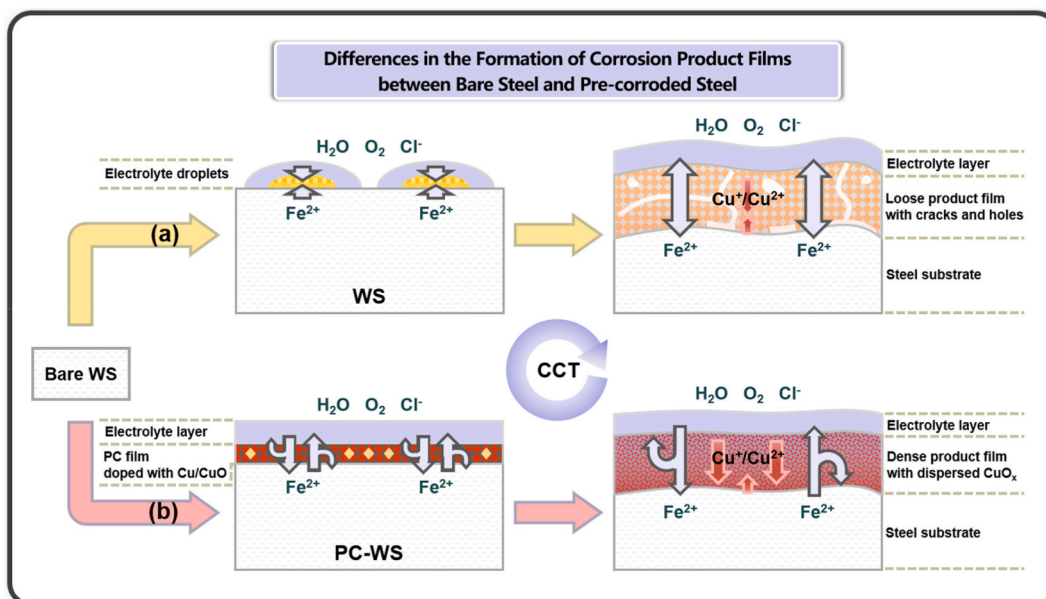 Differences in the Formation of Corrosion Product Films
between Bare Steel and Pre-corroded Steel
H₂O O₂ Cl⁻
Electrolyte droplets
Fe²⁺ Fe²⁺
WS
(a)
H₂O O₂ Cl⁻
Electrolyte layer
Cu⁺/Cu²⁺
Loose product film
with cracks and holes
Fe²⁺ Fe²⁺
Steel substrate
Bare WS
CCT
H₂O O₂ Cl⁻
Electrolyte layer
PC film
doped with Cu/CuO
Fe²⁺ Fe²⁺
(b)
PC-WS
H₂O O₂ Cl⁻
Electrolyte layer
Cu⁺/Cu²⁺
Dense product film
with dispersed CuOₓ
Fe²⁺ Fe²⁺
Steel substrate